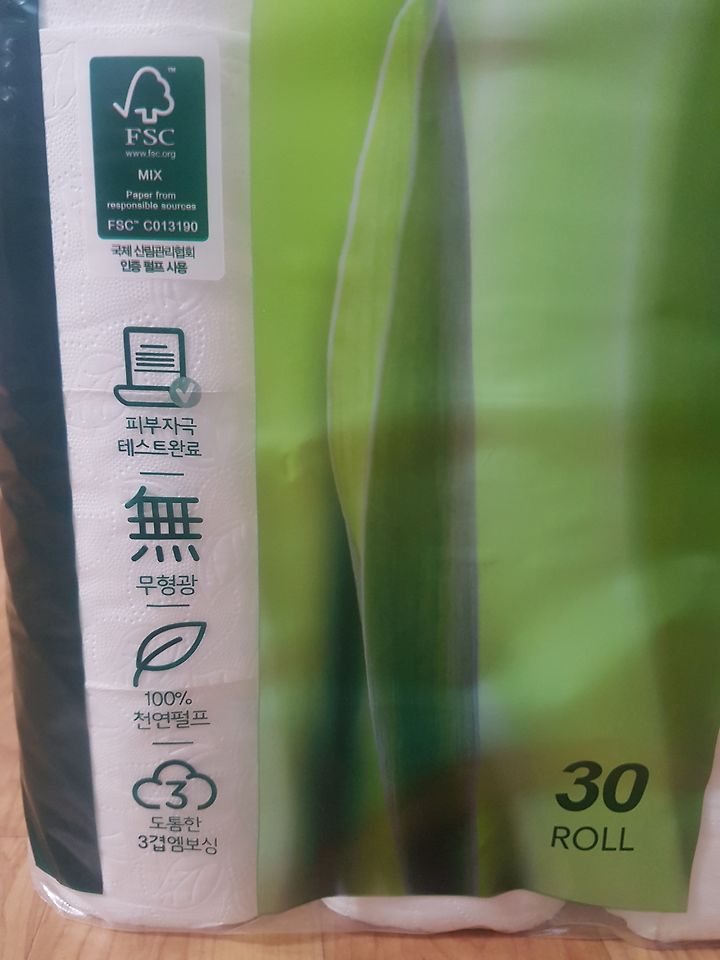 FSC
www.fsc.org
MIX
Paper from
responsible sources
FSC™ C013190
국제 산림관리협회
인증 펄프 사용
피부자극
테스트완료
無
무형광
100%
천연펄프
3
도톰한
3겹엠보싱
30
ROLL